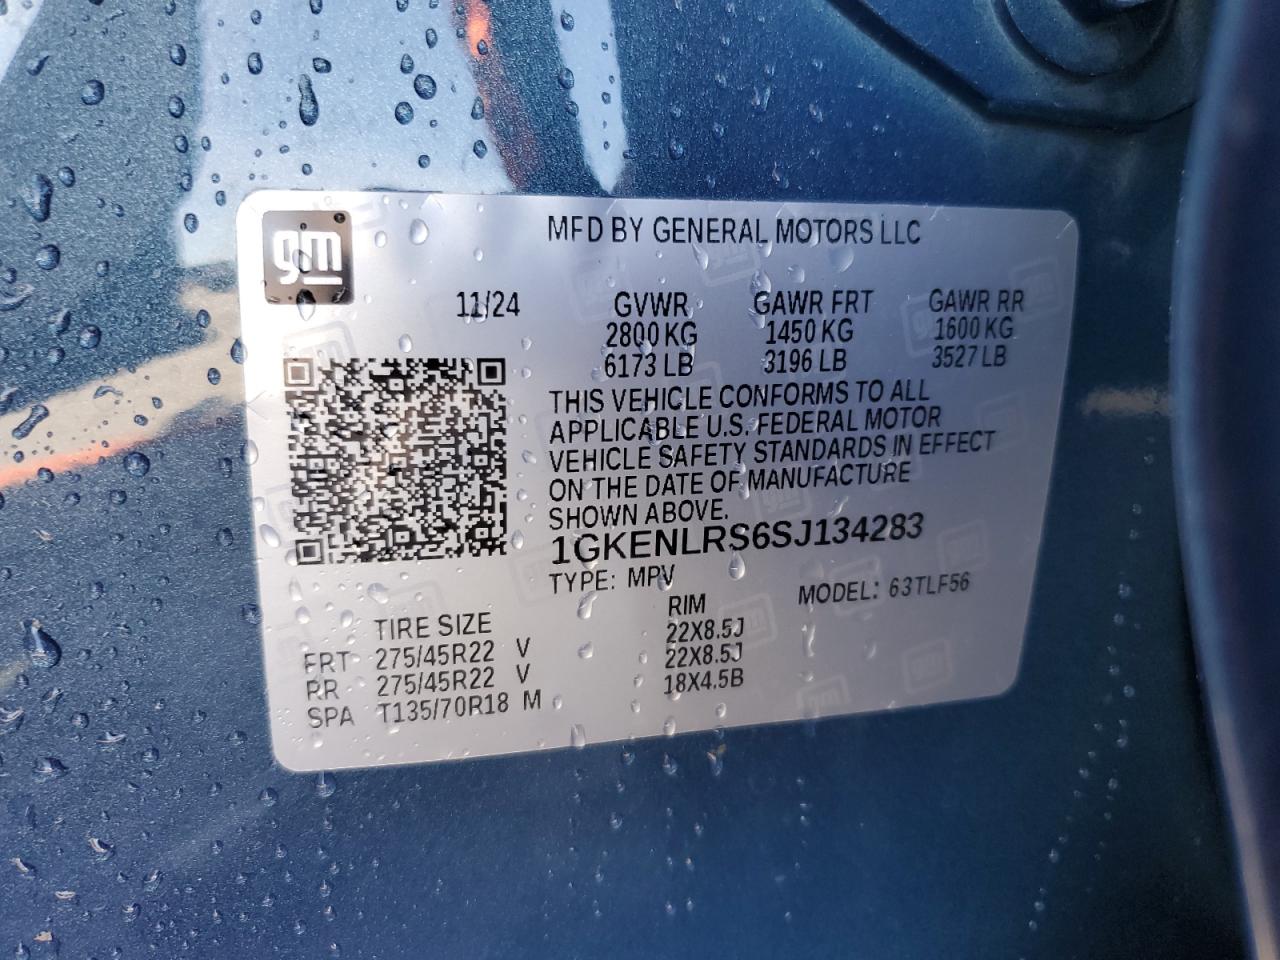 gm
MFD BY GENERAL MOTORS LLC
11/24 GVWR GAWR FRT GAWR RR
2800 KG 1450 KG 1600 KG
6173 LB 3196 LB 3527 LB
THIS VEHICLE CONFORMS TO ALL
APPLICABLE U.S. FEDERAL MOTOR
VEHICLE SAFETY STANDARDS IN EFFECT
ON THE DATE OF MANUFACTURE
SHOWN ABOVE.
1GKENLRS6SJ134283
TYPE: MPV MODEL: 63TLF56
TIRE SIZE RIM
FRT 275/45R22 V 22X8.5J
RR 275/45R22 V 22X8.5J
SPA T135/70R18 M 18X4.5B